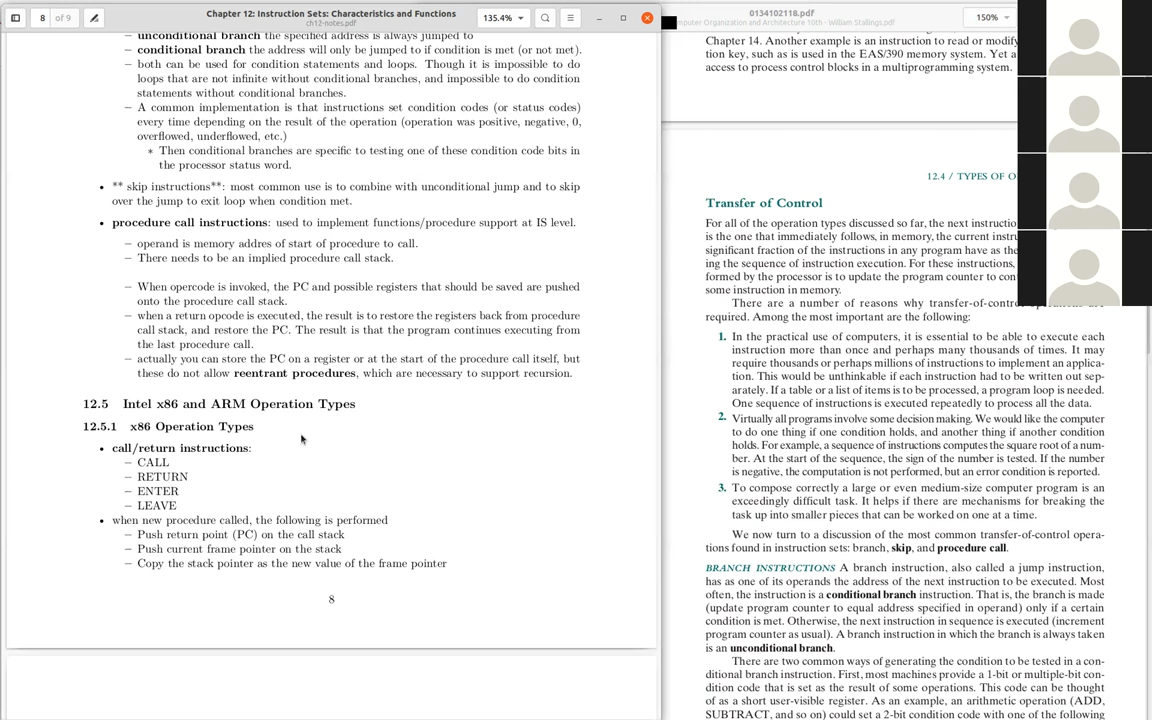 8 of 9
Chapter 12: Instruction Sets: Characteristics and Functions
ch12-notes.pdf
135.4%
– unconditional branch the specified address is always jumped to
– conditional branch the address will only be jumped to if condition is met (or not met).
– both can be used for condition statements and loops. Though it is impossible to do
loops that are not infinite without conditional branches, and impossible to do condition
statements without conditional branches.
– A common implementation is that instructions set condition codes (or status codes)
every time depending on the result of the operation (operation was positive, negative, 0,
overflowed, underflowed, etc.)
∗ Then conditional branches are specific to testing one of these condition code bits in
the processor status word.
• ** skip instructions**: most common use is to combine with unconditional jump and to skip
over the jump to exit loop when condition met.
• procedure call instructions: used to implement functions/procedure support at IS level.
– operand is memory addres of start of procedure to call.
– There needs to be an implied procedure call stack.
– When opcode is invoked, the PC and possible registers that should be saved are pushed
onto the procedure call stack.
– when a return opcode is executed, the result is to restore the registers back from procedure
call stack, and restore the PC. The result is that the program continues executing from
the last procedure call.
– actually you can store the PC on a register or at the start of the procedure call itself, but
these do not allow reentrant procedures, which are necessary to support recursion.
12.5 Intel x86 and ARM Operation Types
12.5.1 x86 Operation Types
• call/return instructions:
– CALL
– RETURN
– ENTER
– LEAVE
• when new procedure called, the following is performed
– Push return point (PC) on the call stack
– Push current frame pointer on the stack
– Copy the stack pointer as the new value of the frame pointer
8
0134102118.pdf
Organization and Architecture 10th - William Stallings.pdf
150%
Chapter 14. Another example is an instruction to read or modify
tion key, such as is used in the EAS/390 memory system. Yet a
access to process control blocks in a multiprogramming system.
12.4 / TYPES OF
Transfer of Control
For all of the operation types discussed so far, the next
is the one that immediately follows, in memory, the current
significant fraction of the instructions in any program have as the
ing the sequence of instruction execution. For these instructions,
formed by the processor is to update the program counter to
some instruction in memory.
There are a number of reasons why transfer-of-control operations are
required. Among the most important are the following:
1. In the practical use of computers, it is essential to be able to execute each
instruction more than once and perhaps many thousands of times. It may
require thousands or perhaps millions of instructions to implement an applica-
tion. This would be unthinkable if each instruction had to be written out sep-
arately. If a table or a list of items is to be processed, a program loop is needed.
One sequence of instructions is executed repeatedly to process all the data.
2. Virtually all programs involve some decision making. We would like the computer
to do one thing if one condition holds, and another thing if another condition
holds. For example, a sequence of instructions computes the square root of a num-
ber. At the start of the sequence, the sign of the number is tested. If the number
is negative, the computation is not performed, but an error condition is reported.
3. To compose correctly a large or even medium-size computer program is an
exceedingly difficult task. It helps if there are mechanisms for breaking the
task up into smaller pieces that can be worked on one at a time.
We now turn to a discussion of the most common transfer-of-control opera-
tions found in instruction sets: branch, skip, and procedure call.
BRANCH INSTRUCTIONS A branch instruction, also called a jump instruction,
has as one of its operands the address of the next instruction to be executed. Most
often, the instruction is a conditional branch instruction. That is, the branch is made
(update program counter to equal address specified in operand) only if a certain
condition is met. Otherwise, the next instruction in sequence is executed (increment
program counter as usual). A branch instruction in which the branch is always taken
is an unconditional branch.
There are two common ways of generating the condition to be tested in a con-
ditional branch instruction. First, most machines provide a 1-bit or multiple-bit con-
dition code that is set as the result of some operations. This code can be thought
of as a short user-visible register. As an example, an arithmetic operation (ADD,
SUBTRACT, and so on) could set a 2-bit condition code with one of the following